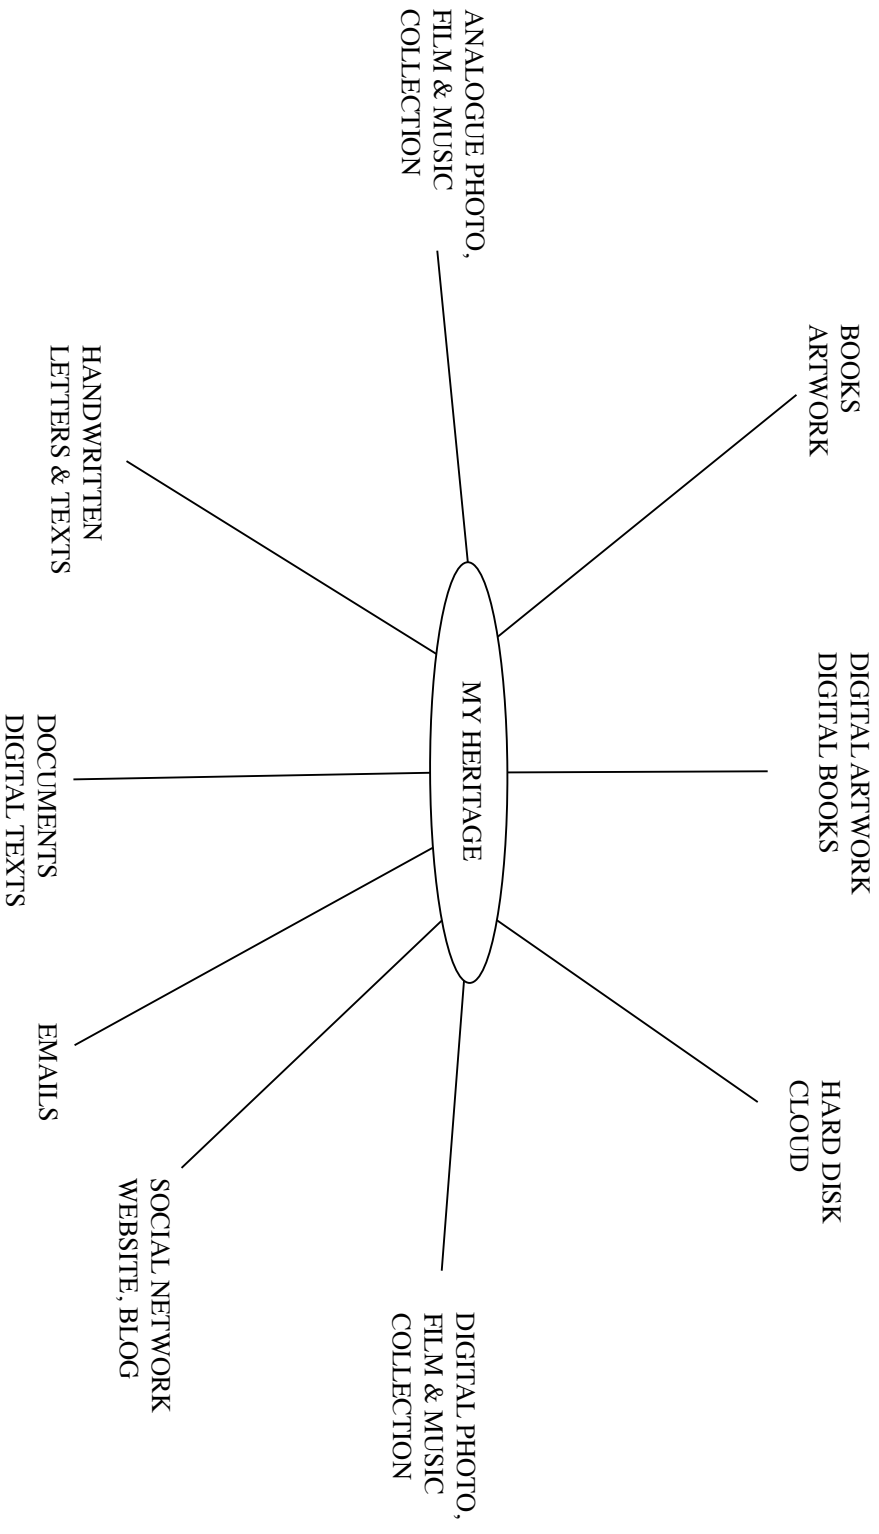 BOOKS
ARTWORK
DIGITAL ARTWORK
DIGITAL BOOKS
HARD DISK
CLOUD
ANALOGUE PHOTO,
FILM & MUSIC
COLLECTION
MY HERITAGE
DIGITAL PHOTO,
FILM & MUSIC
COLLECTION
HANDWRITTEN
LETTERS & TEXTS
DOCUMENTS
DIGITAL TEXTS
EMAILS
SOCIAL NETWORK
WEBSITE, BLOG